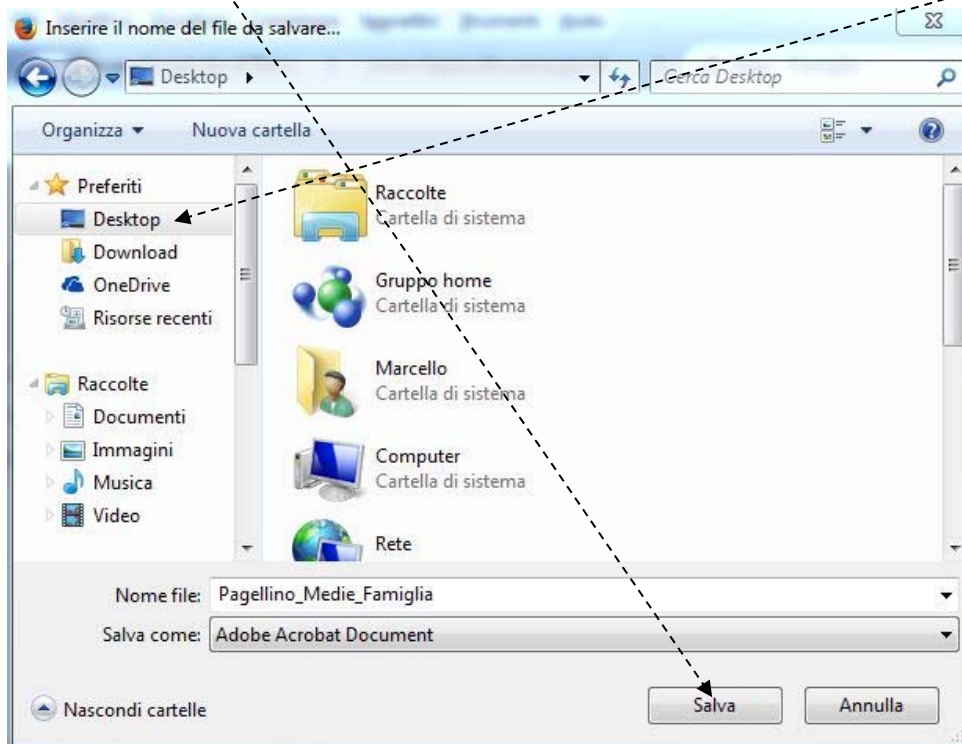 Inserire il nome del file da salvare...
Desktop
Cerca Desktop
Organizza
Nuova cartella
Preferiti
Desktop
Download
OneDrive
Risorse recenti
Raccolte
Documenti
Immagini
Musica
Video
Raccolte
Cartella di sistema
Gruppo home
Cartella di sistema
Marcello
Cartella di sistema
Computer
Cartella di sistema
Rete
Nome file: Pagellino_Medie_Famiglia
Salva come: Adobe Acrobat Document
Nascondi cartelle
Salva
Annulla